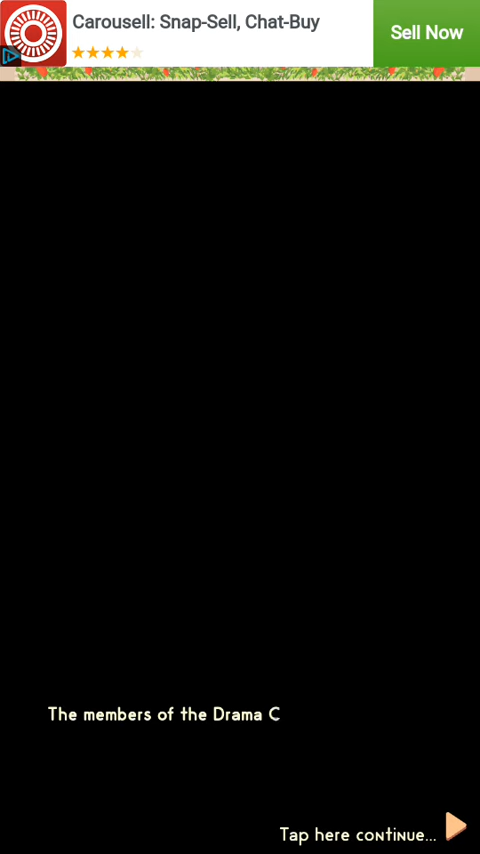 Carousell: Snap-Sell, Chat-Buy
Sell Now
The members of the Drama C
Tap here continue...